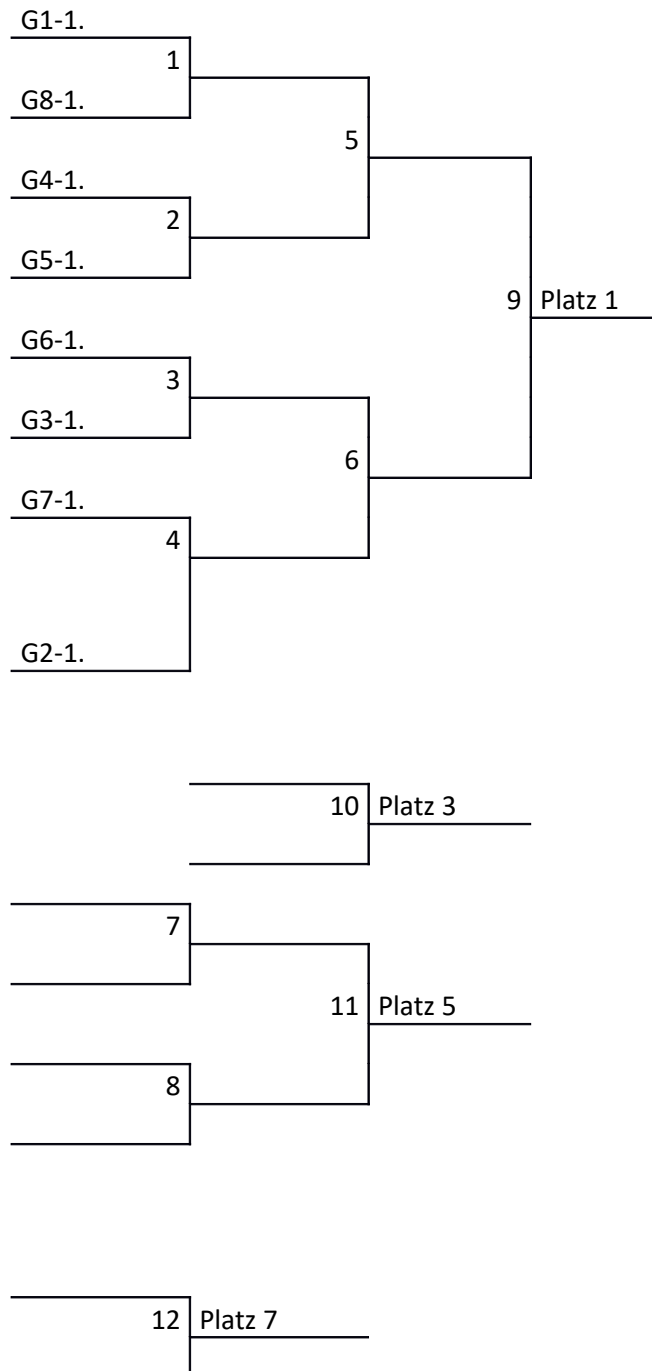 G1-1.
1
G8-1.
5
G4-1.
2
G5-1.
9 Platz 1
G6-1.
3
G3-1.
6
G7-1.
4
G2-1.
10 Platz 3
7
11 Platz 5
8
12 Platz 7